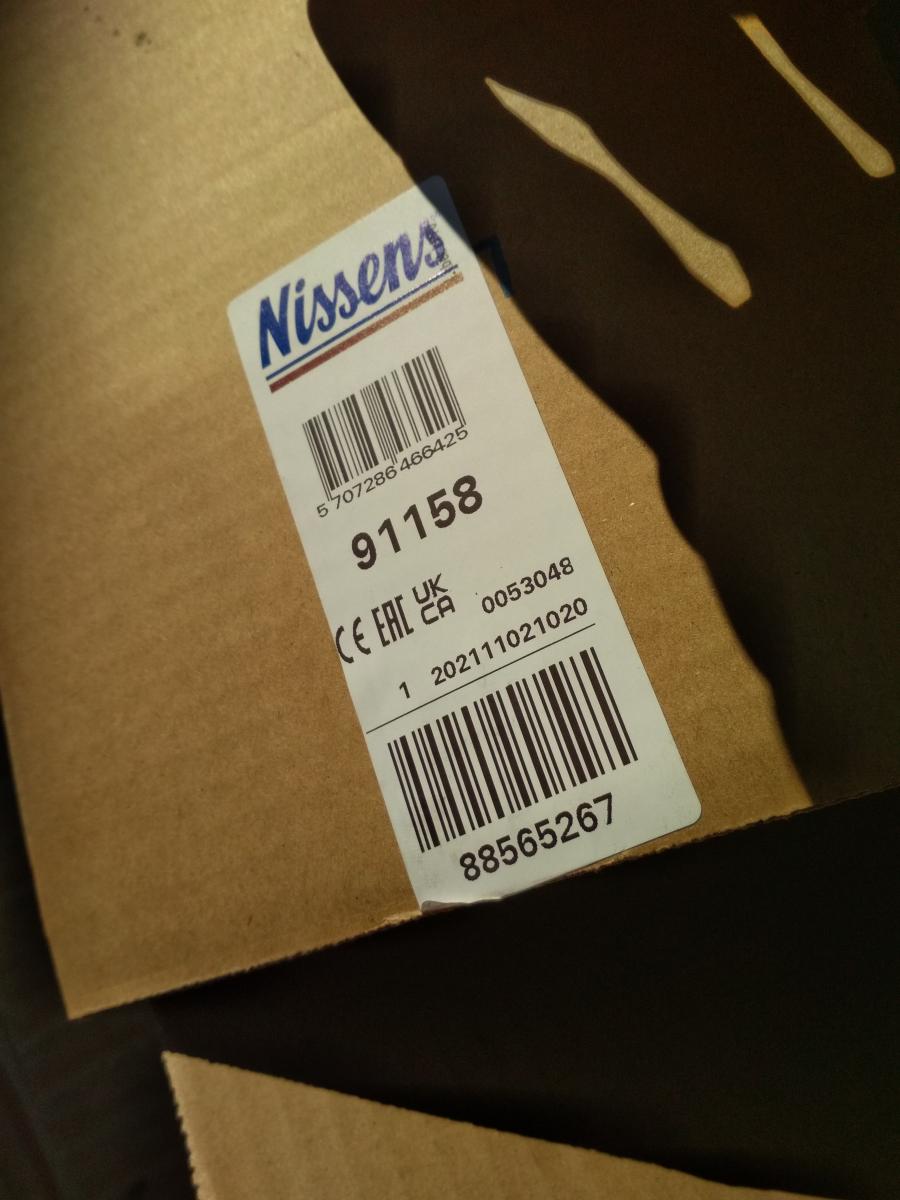 Nissens
5 707286 466425
91158
CE EAC UK CA 0053048
1 202111021020
88565267